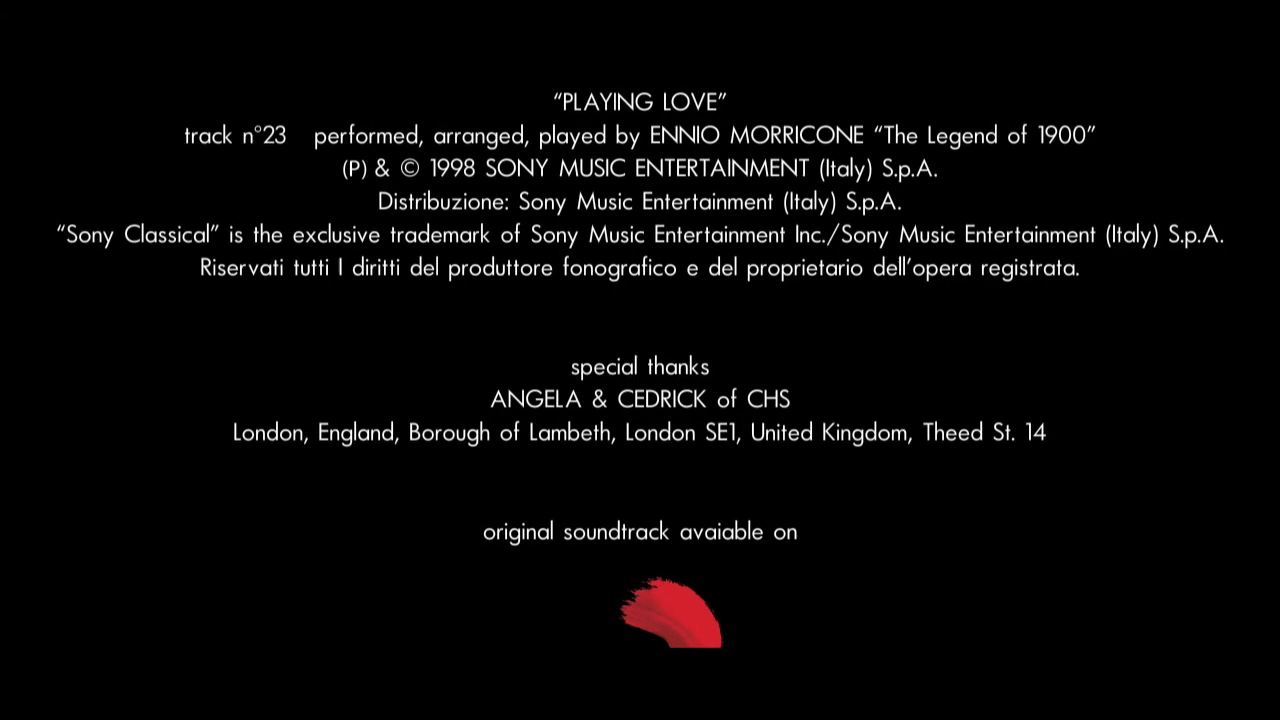 “PLAYING LOVE”
track n°23 performed, arranged, played by ENNIO MORRICONE “The Legend of 1900”
(P) & © 1998 SONY MUSIC ENTERTAINMENT (Italy) S.p.A.
Distribuzione: Sony Music Entertainment (Italy) S.p.A.
“Sony Classical” is the exclusive trademark of Sony Music Entertainment Inc./Sony Music Entertainment (Italy) S.p.A.
Riservati tutti I diritti del produttore fonografico e del proprietario dell’opera registrata.
special thanks
ANGELA & CEDRICK of CHS
London, England, Borough of Lambeth, London SE1, United Kingdom, Theed St. 14
original soundtrack avaiable on